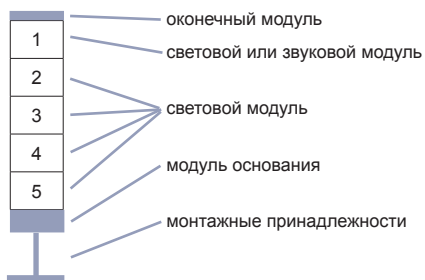 оконечный модуль
1
световой или звуковой модуль
2
световой модуль
3
4
модуль основания
5
монтажные принадлежности